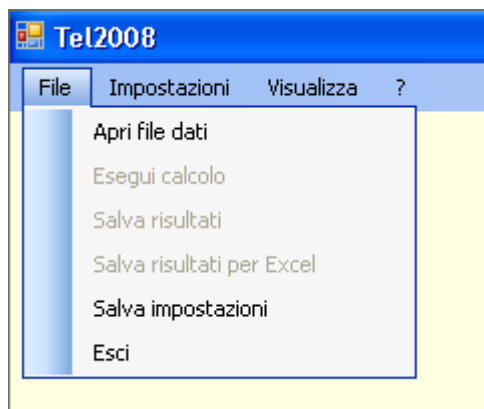 Tel2008
File Impostazioni Visualizza ?
Apri file dati
Esegui calcolo
Salva risultati
Salva risultati per Excel
Salva impostazioni
Esci